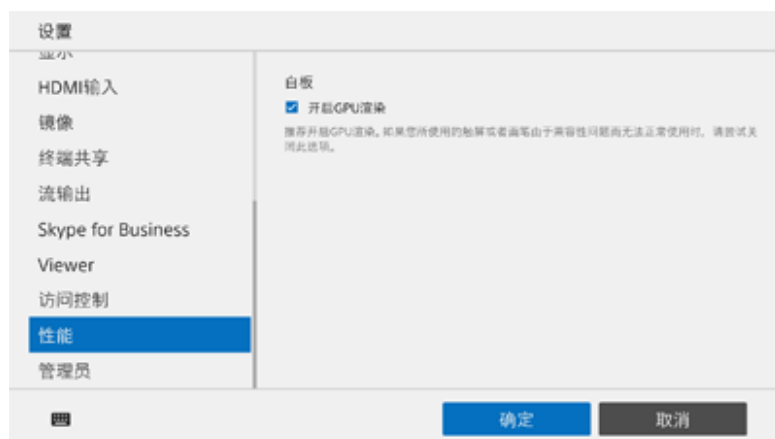 设置
显示
HDMI输入
镜像
终端共享
流输出
Skype for Business
Viewer
访问控制
性能
管理员
白板
开启GPU渲染
推荐开启GPU渲染。如果您所使用的触屏或者画笔由于兼容性问题而无法正常使用时，请尝试关
闭此选项。
确定
取消